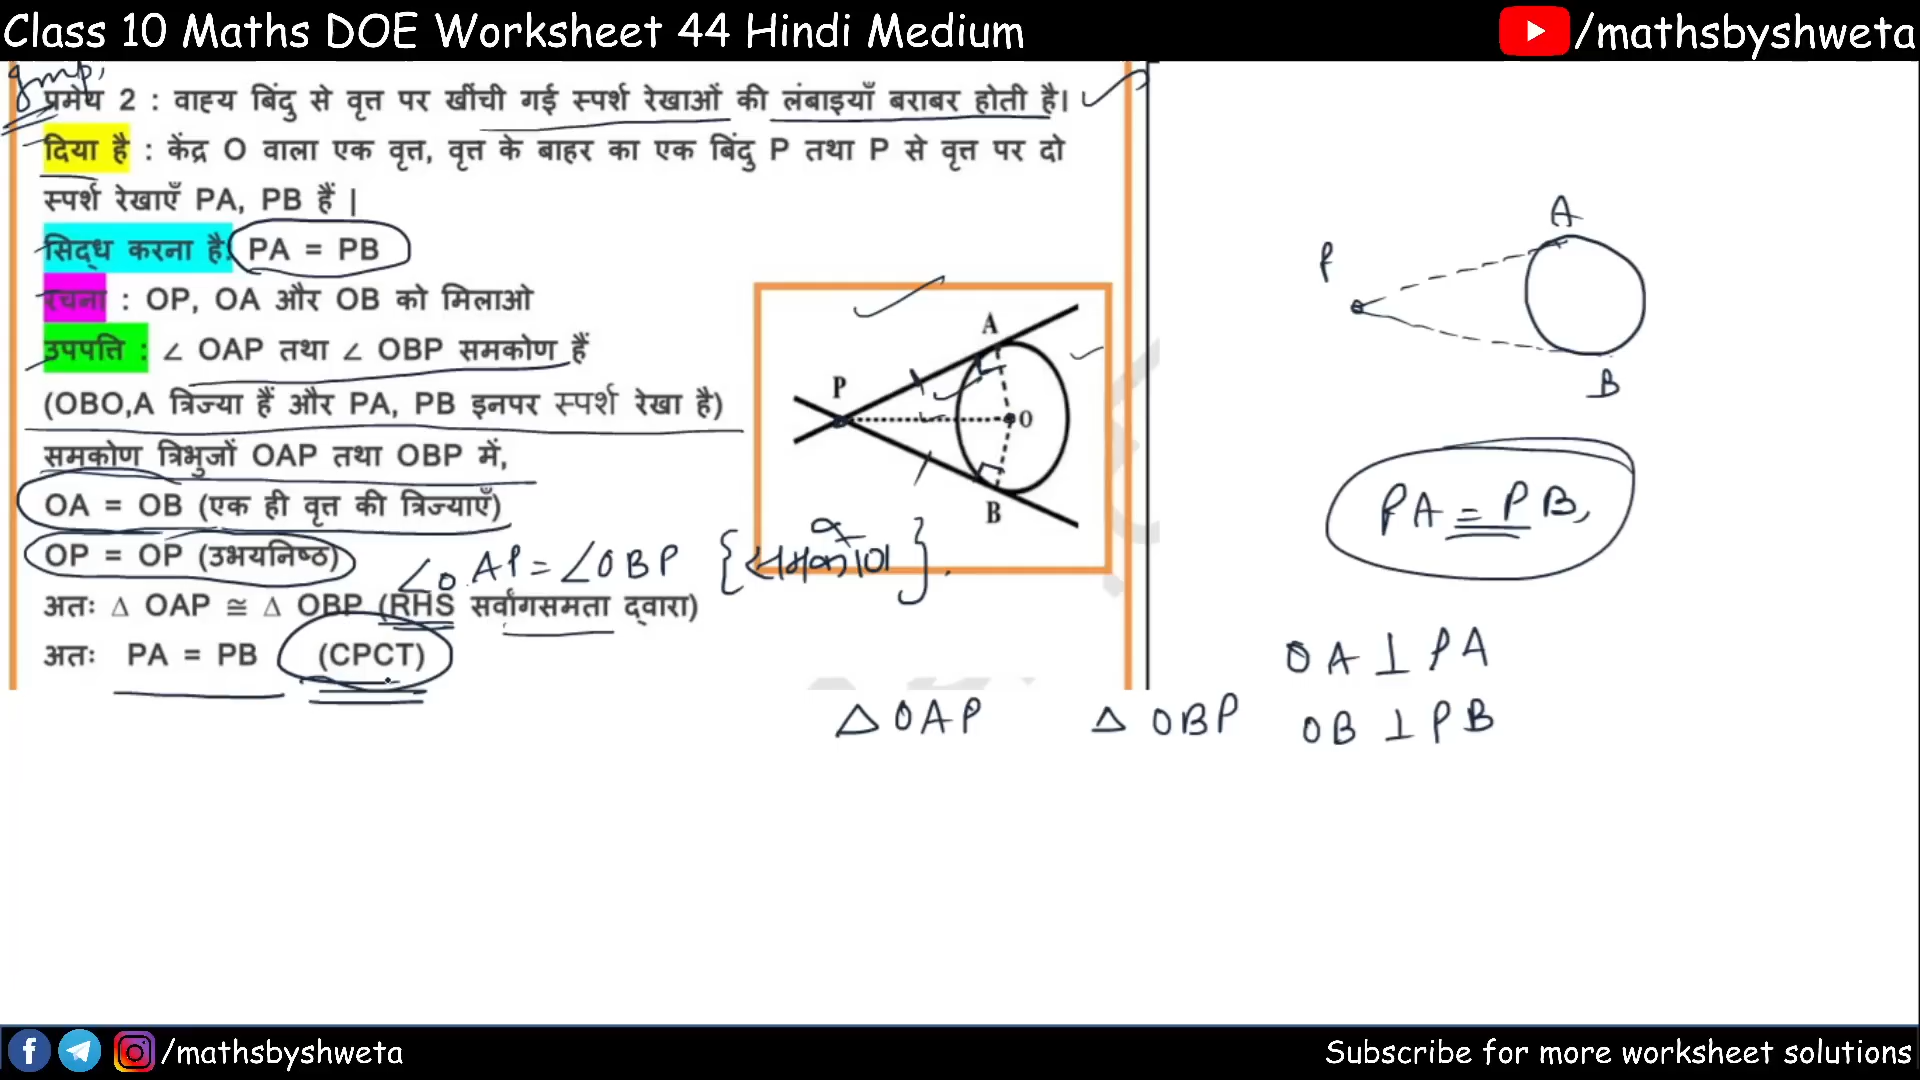 Class 10 Maths DOE Worksheet 44 Hindi Medium
/mathsbyshweta
gmp,
प्रमेय 2 : वाह्य बिंदु से वृत्त पर खींची गई स्पर्श रेखाओं की लंबाइयाँ बराबर होती है।
दिया है : केंद्र O वाला एक वृत्त, वृत्त के बाहर का एक बिंदु P तथा P से वृत्त पर दो
स्पर्श रेखाएँ PA, PB हैं |
सिद्ध करना है: PA = PB
रचना : OP, OA और OB को मिलाओ
उपपत्ति : ∠ OAP तथा ∠ OBP समकोण हैं
(OBO,A त्रिज्या हैं और PA, PB इनपर स्पर्श रेखा है)
समकोण त्रिभुजों OAP तथा OBP में,
OA = OB (एक ही वृत्त की त्रिज्याएँ)
OP = OP (उभयनिष्ठ)
∠OAP = ∠OBP {समकोण}.
अतः Δ OAP ≅ Δ OBP (RHS सर्वांगसमता द्वारा)
अतः PA = PB (CPCT)
P
A
O
B
A
P
B
PA = PB,
OA ⊥ PA
△ OAP △ OBP OB ⊥ PB
/mathsbyshweta
Subscribe for more worksheet solutions